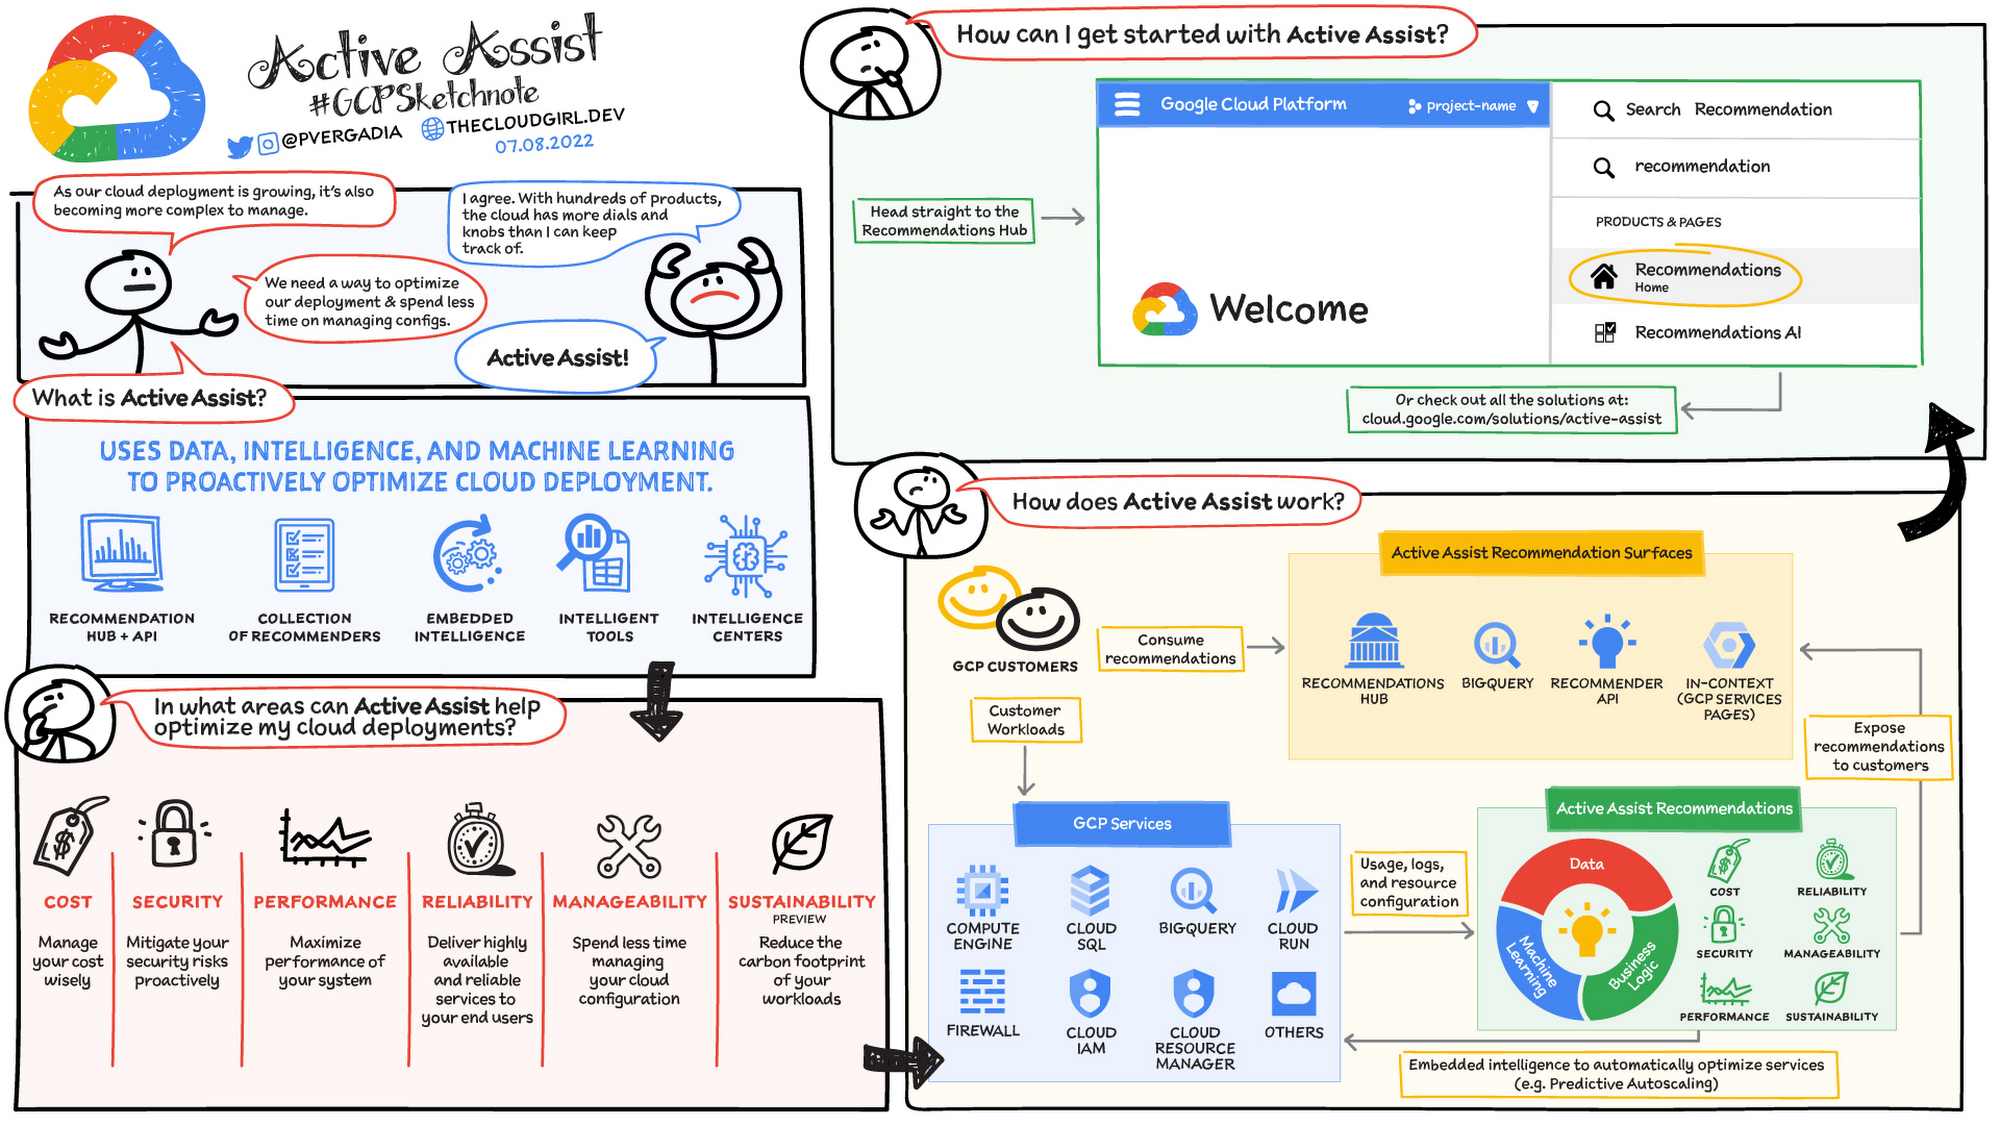 Active Assist
#GCPSketchnote
@PVERGADIA THECLOUDGIRL.DEV
07.08.2022
As our cloud deployment is growing, it's also
becoming more complex to manage.
I agree. With hundreds of products,
the cloud has more dials and
knobs than I can keep
track of.
We need a way to optimize
our deployment & spend less
time on managing configs.
Active Assist!
What is Active Assist?
USES DATA, INTELLIGENCE, AND MACHINE LEARNING
TO PROACTIVELY OPTIMIZE CLOUD DEPLOYMENT.
RECOMMENDATION
HUB + API
COLLECTION
OF RECOMMENDERS
EMBEDDED
INTELLIGENCE
INTELLIGENT
TOOLS
INTELLIGENCE
CENTERS
In what areas can Active Assist help
optimize my cloud deployments?
COST
Manage
your cost
wisely
SECURITY
Mitigate your
security risks
proactively
PERFORMANCE
Maximize
performance of
your system
RELIABILITY
Deliver highly
available
and reliable
services to
your end users
MANAGEABILITY
Spend less time
managing
your cloud
configuration
SUSTAINABILITY
PREVIEW
Reduce the
carbon footprint
of your
workloads
How can I get started with Active Assist?
Head straight to the
Recommendations Hub
Google Cloud Platform
project-name
Welcome
Search Recommendation
recommendation
PRODUCTS & PAGES
Recommendations
Home
Recommendations AI
Or check out all the solutions at:
cloud.google.com/solutions/active-assist
How does Active Assist work?
GCP CUSTOMERS
Consume
recommendations
Customer
Workloads
Active Assist Recommendation Surfaces
RECOMMENDATIONS
HUB
BIGQUERY
RECOMMENDER
API
IN-CONTEXT
(GCP SERVICES
PAGES)
Expose
recommendations
to customers
GCP Services
COMPUTE
ENGINE
CLOUD
SQL
BIGQUERY
CLOUD
RUN
FIREWALL
CLOUD
IAM
CLOUD
RESOURCE
MANAGER
OTHERS
Usage, logs,
and resource
configuration
Active Assist Recommendations
Data
Machine
Learning
Business
Logic
COST
RELIABILITY
SECURITY
MANAGEABILITY
PERFORMANCE
SUSTAINABILITY
Embedded intelligence to automatically optimize services
(e.g. Predictive Autoscaling)